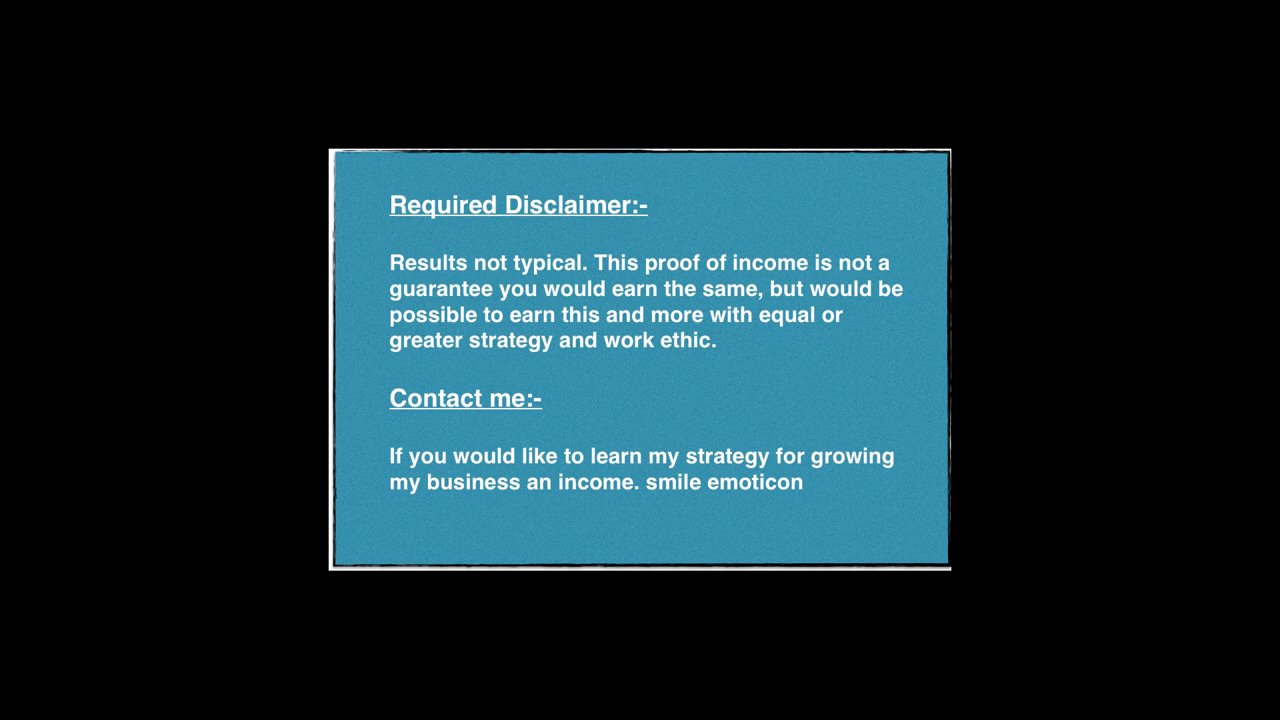 Required Disclaimer:-
Results not typical. This proof of income is not a
guarantee you would earn the same, but would be
possible to earn this and more with equal or
greater strategy and work ethic.
Contact me:-
If you would like to learn my strategy for growing
my business an income. smile emoticon